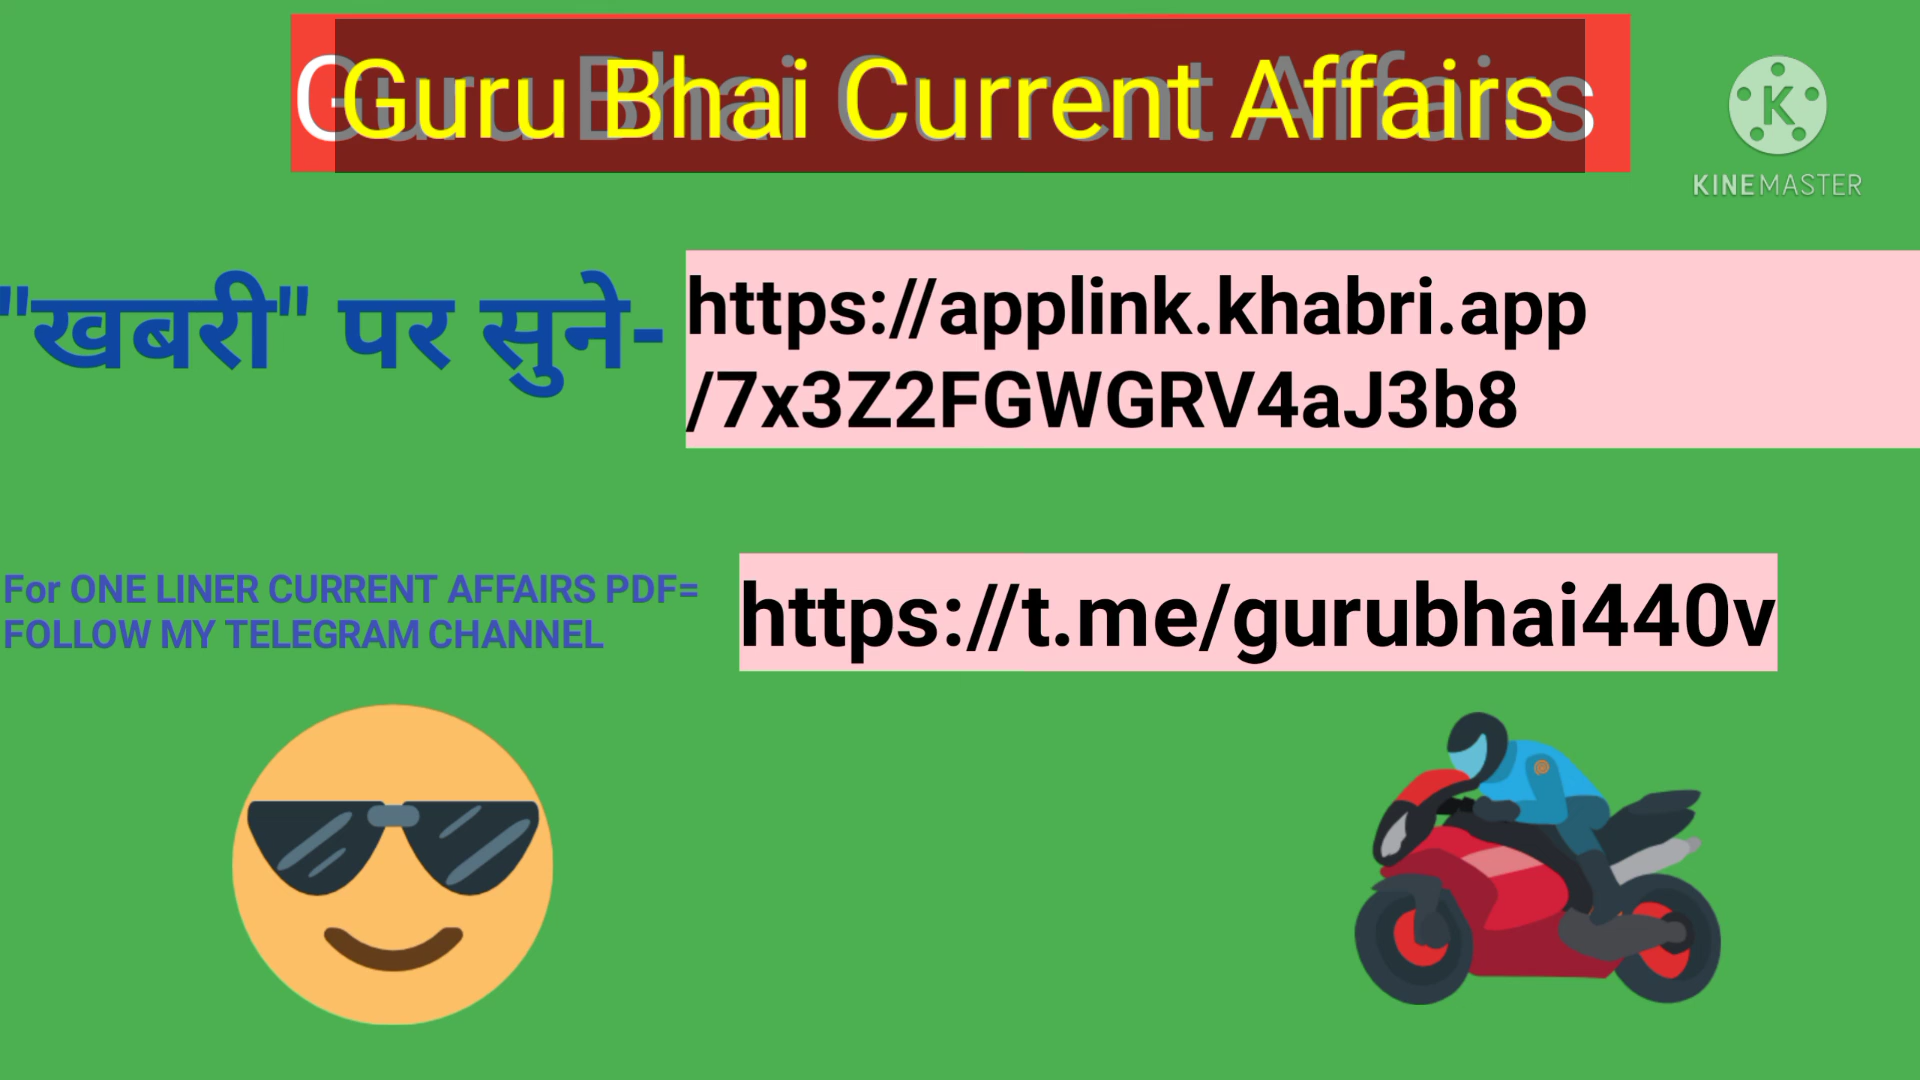 Guru Bhai Current Affairs
KINEMASTER
"खबरी" पर सुने-
https://applink.khabri.app
/7x3Z2FGWGRV4aJ3b8
For ONE LINER CURRENT AFFAIRS PDF=
FOLLOW MY TELEGRAM CHANNEL
https://t.me/gurubhai440v